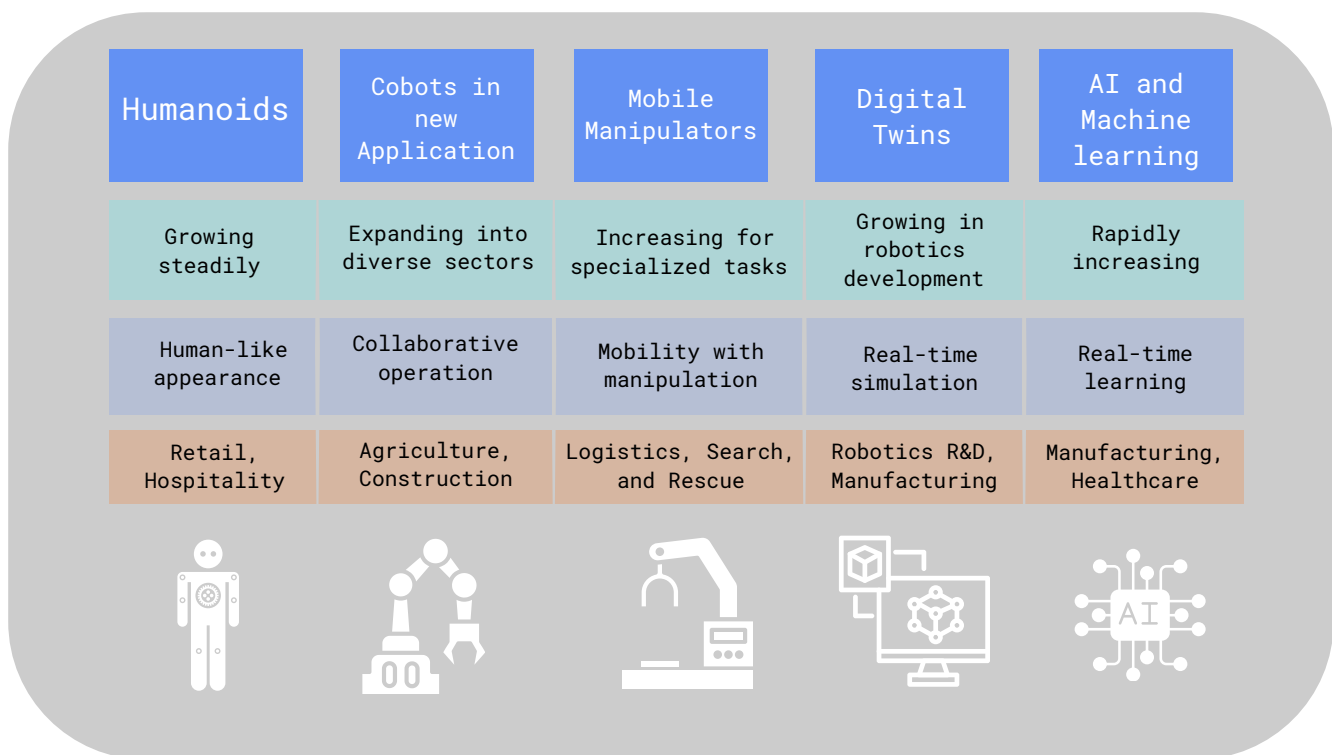 Humanoids
Cobots in
new
Application
Mobile
Manipulators
Digital
Twins
AI and
Machine
learning
Growing
steadily
Expanding into
diverse sectors
Increasing for
specialized tasks
Growing in
robotics
development
Rapidly
increasing
Human-like
appearance
Collaborative
operation
Mobility with
manipulation
Real-time
simulation
Real-time
learning
Retail,
Hospitality
Agriculture,
Construction
Logistics, Search,
and Rescue
Robotics R&D,
Manufacturing
Manufacturing,
Healthcare
AI